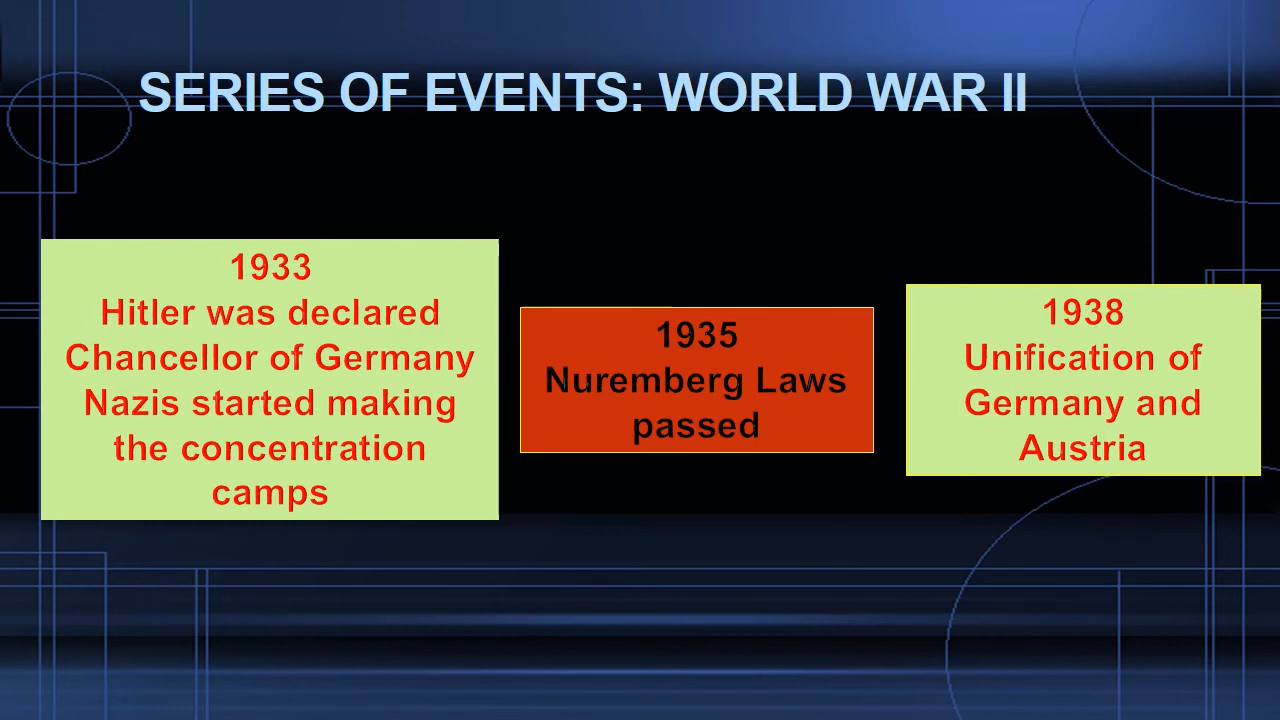 SERIES OF EVENTS: WORLD WAR II
1933
Hitler was declared
Chancellor of Germany
Nazis started making
the concentration
camps
1935
Nuremberg Laws
passed
1938
Unification of
Germany and
Austria